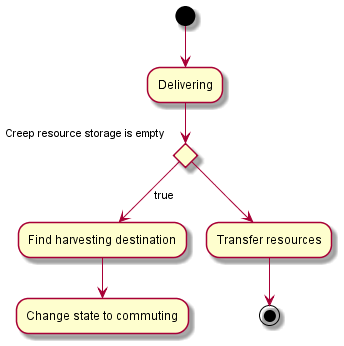 Delivering
Creep resource storage is empty
true
Find harvesting destination
Transfer resources
Change state to commuting